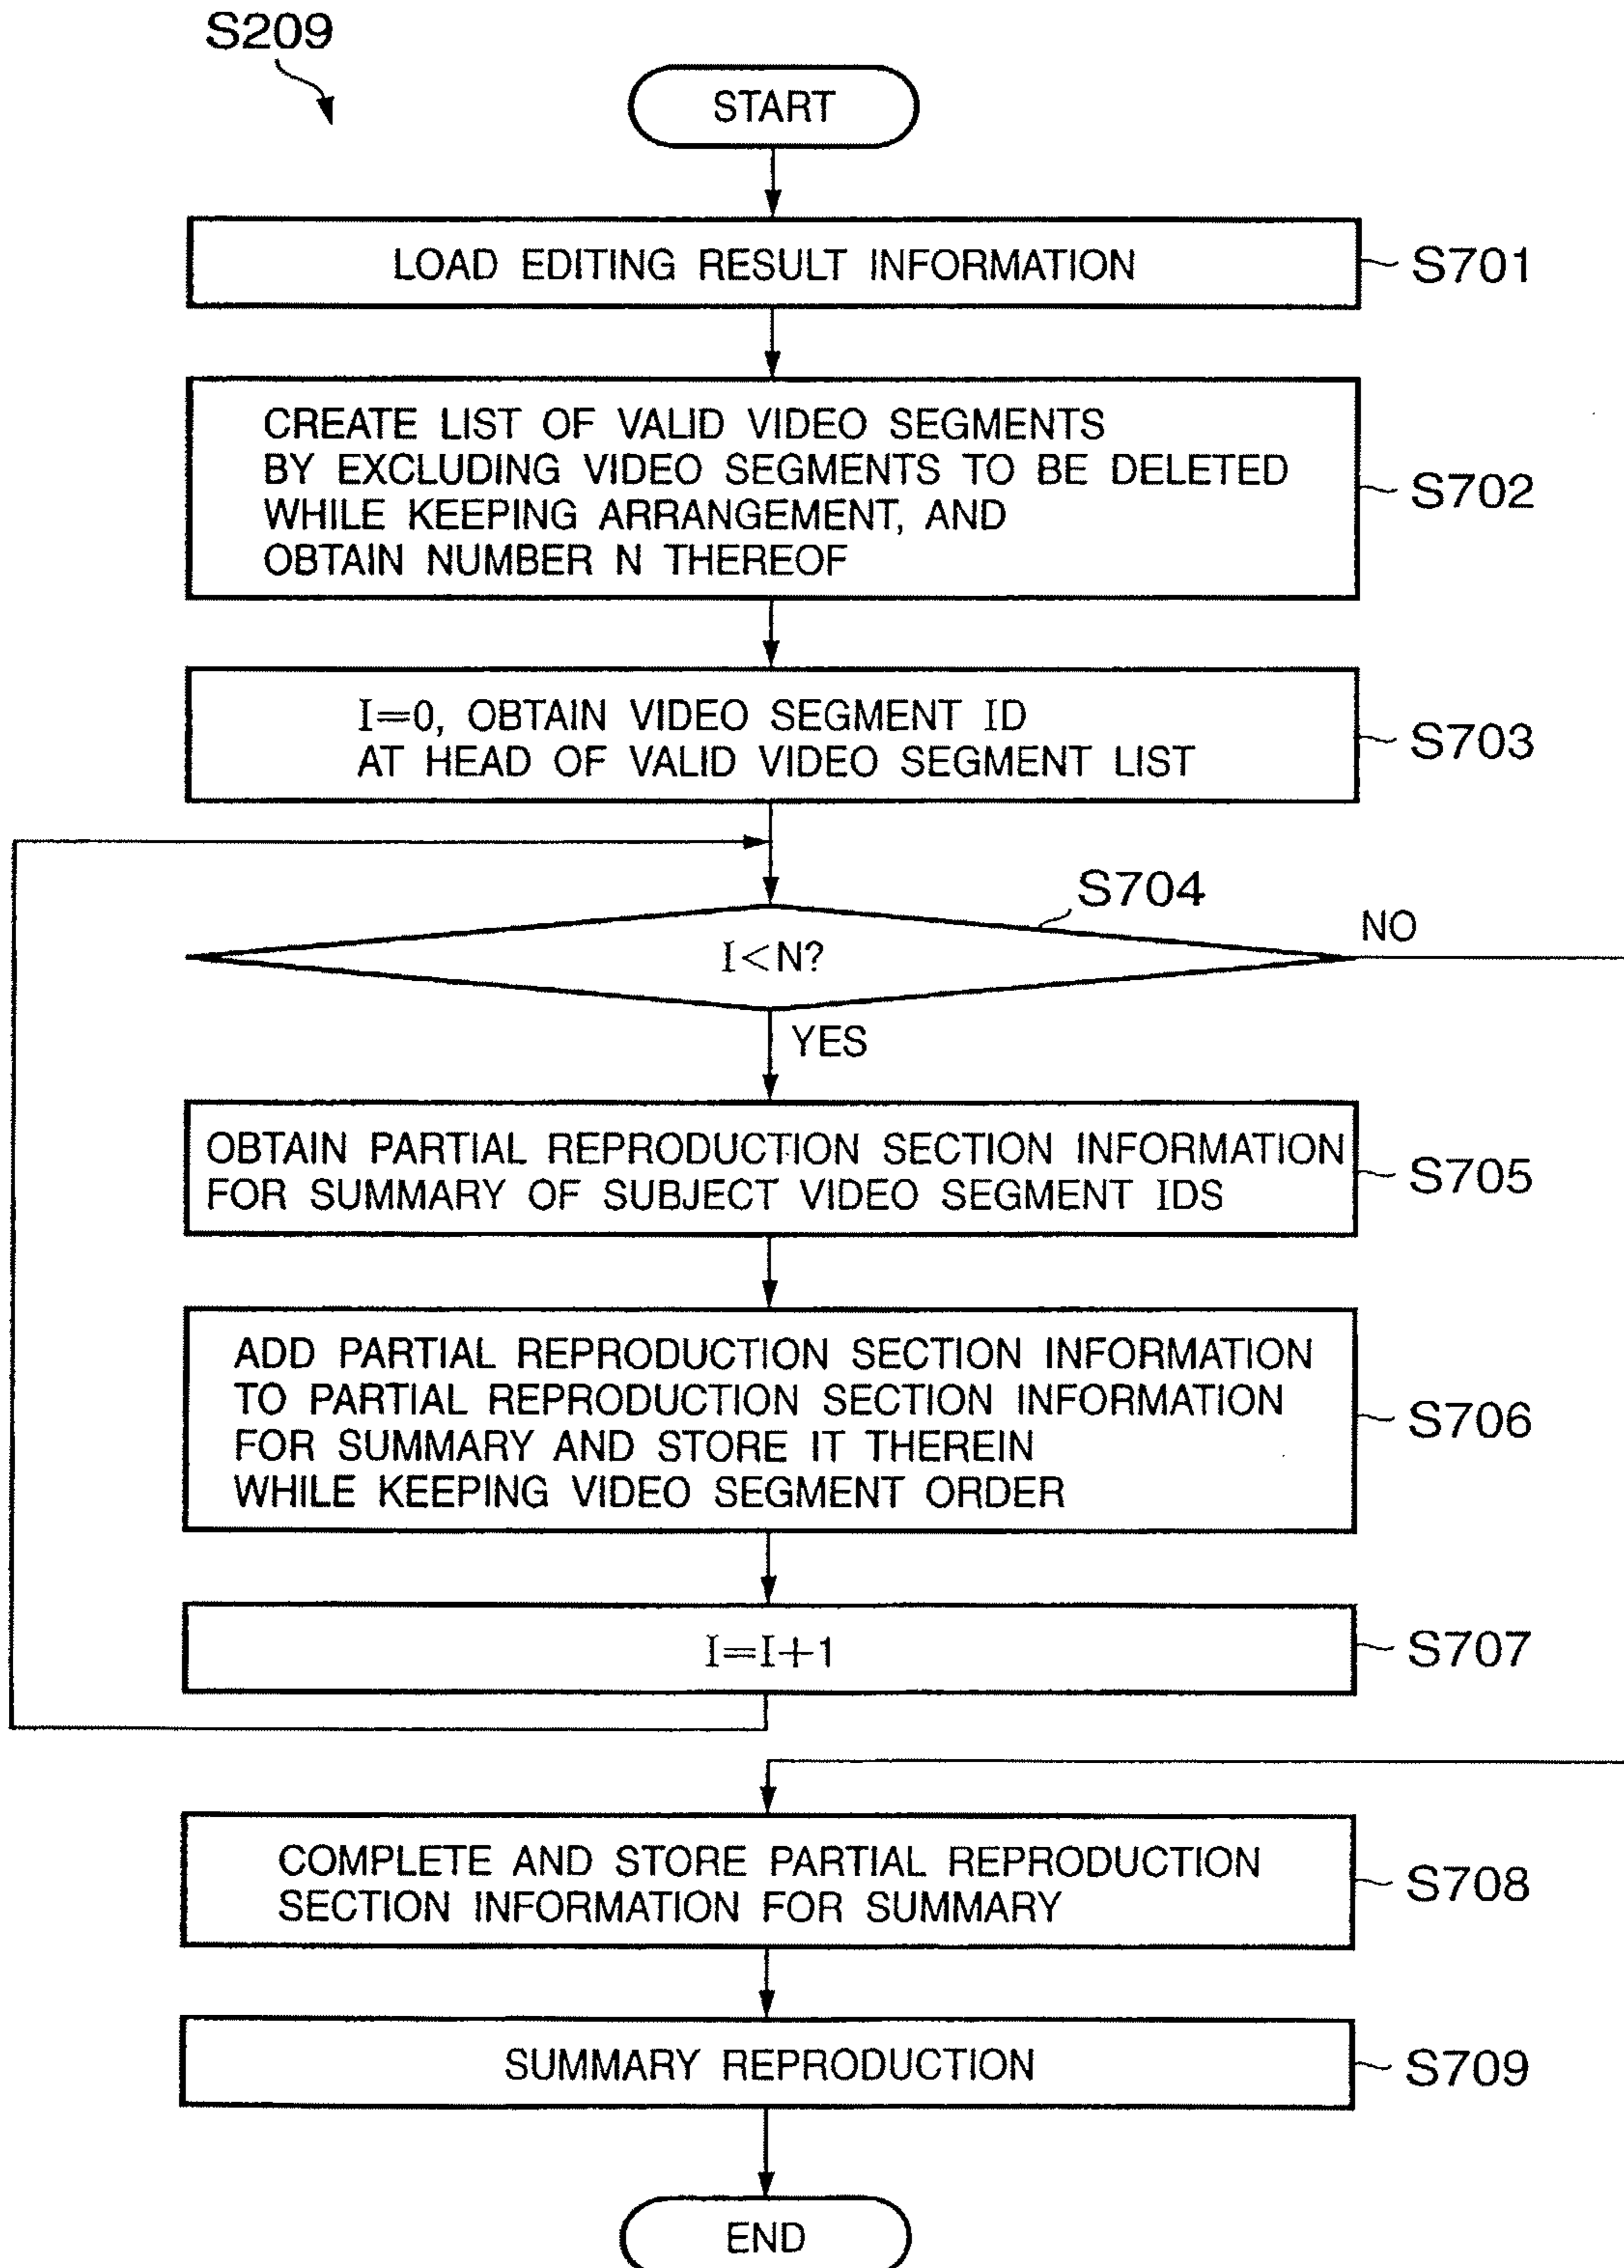 S209
START
LOAD EDITING RESULT INFORMATION
S701
CREATE LIST OF VALID VIDEO SEGMENTS
BY EXCLUDING VIDEO SEGMENTS TO BE DELETED
WHILE KEEPING ARRANGEMENT, AND
OBTAIN NUMBER N THEREOF
S702
I=0, OBTAIN VIDEO SEGMENT ID
AT HEAD OF VALID VIDEO SEGMENT LIST
S703
S704
I<N?
NO
YES
OBTAIN PARTIAL REPRODUCTION SECTION INFORMATION
FOR SUMMARY OF SUBJECT VIDEO SEGMENT IDS
S705
ADD PARTIAL REPRODUCTION SECTION INFORMATION
TO PARTIAL REPRODUCTION SECTION INFORMATION
FOR SUMMARY AND STORE IT THEREIN
WHILE KEEPING VIDEO SEGMENT ORDER
S706
I=I+1
S707
COMPLETE AND STORE PARTIAL REPRODUCTION
SECTION INFORMATION FOR SUMMARY
S708
SUMMARY REPRODUCTION
S709
END